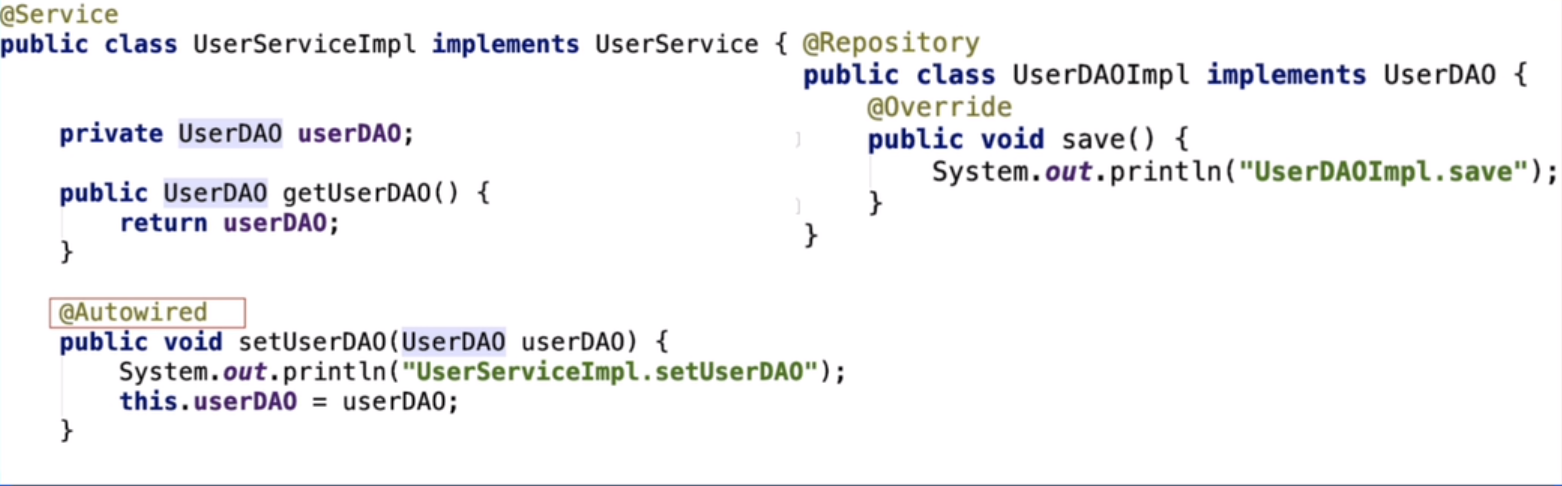 @Service
public class UserServiceImpl implements UserService {
private UserDAO userDAO;
public UserDAO getUserDAO() {
return userDAO;
}
@Autowired
public void setUserDAO(UserDAO userDAO) {
System.out.println("UserServiceImpl.setUserDAO");
this.userDAO = userDAO;
}
@Repository
public class UserDAOImpl implements UserDAO {
@Override
public void save() {
System.out.println("UserDAOImpl.save");
}
}